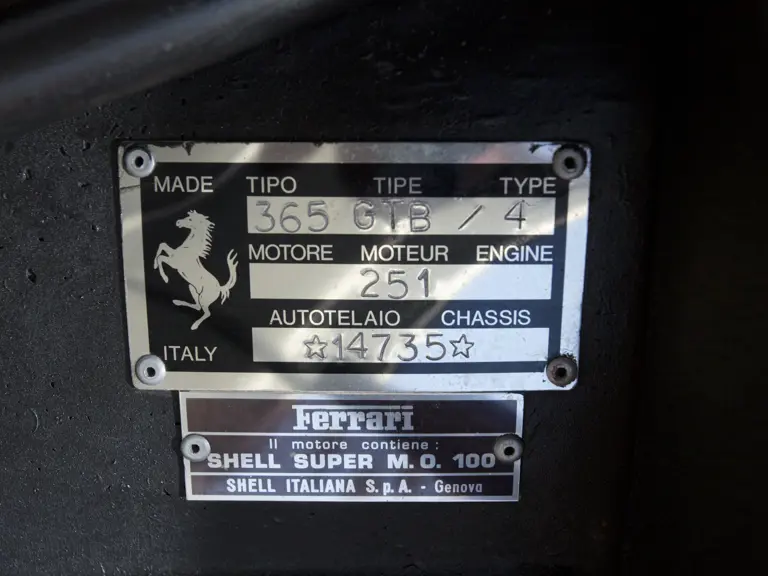 MADE TIPO TIPE TYPE
365 GTB / 4
MOTORE MOTEUR ENGINE
251
AUTOTELAIO CHASSIS
ITALY ☆14735☆
Ferrari
Il motore contiene :
SHELL SUPER M.O. 100
SHELL ITALIANA S.p.A. - Genova